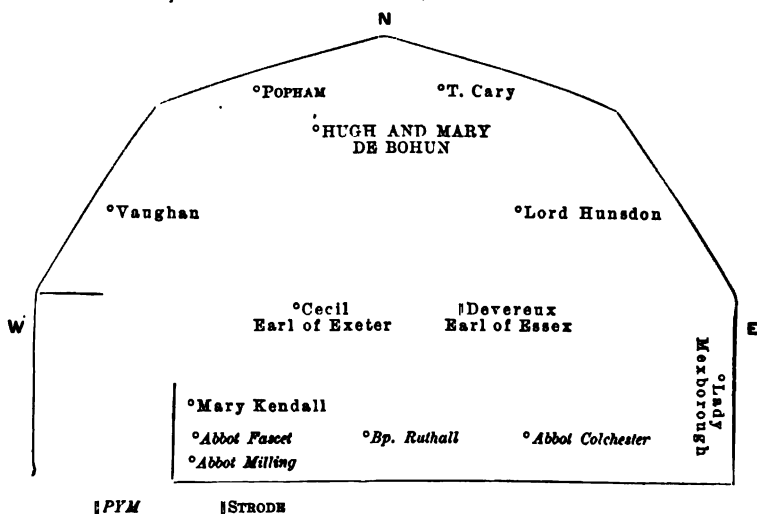 N
°POPHAM °T. Cary
°HUGH AND MARY
DE BOHUN
°Vaughan °Lord Hunsdon
W
°Cecil
Earl of Exeter
▯Devereux
Earl of Essex
E
°Lady
Mexborough
°Mary Kendall
°Abbot Fascet °Bp. Ruthall °Abbot Colchester
°Abbot Milling
▯PYM ▯STRODE